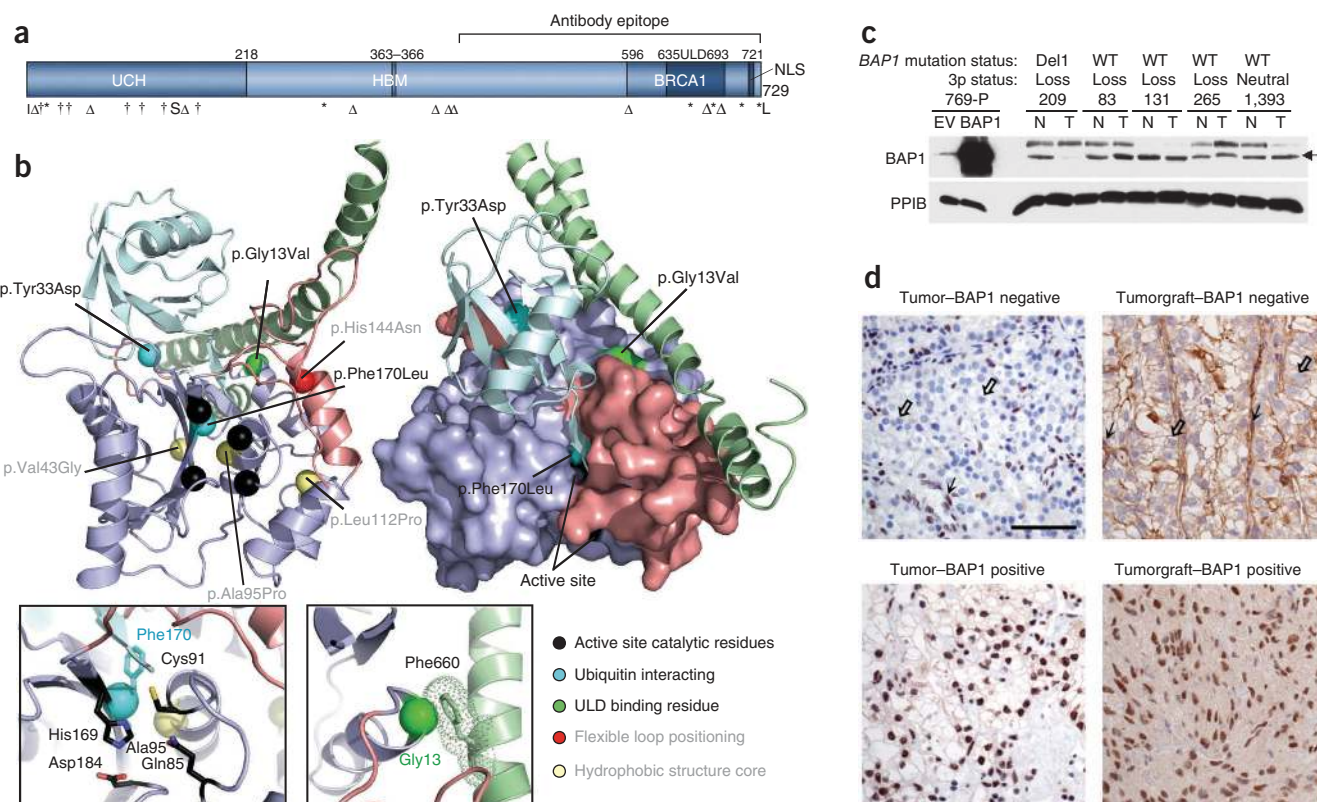 a
Antibody epitope
218
363–366
596
635ULD693
721
UCH
HBM
BRCA1
NLS
729
I Δ † * † † Δ † † † S Δ † * Δ Δ Δ Δ Δ * Δ * Δ * * L
b
p.Tyr33Asp
p.Gly13Val
p.His144Asn
p.Phe170Leu
p.Val43Gly
p.Leu112Pro
p.Ala95Pro
p.Tyr33Asp
p.Gly13Val
p.Phe170Leu
Active site
Phe170
Cys91
His169
Ala95
Asp184
Gln85
Phe660
Gly13
Active site catalytic residues
Ubiquitin interacting
ULD binding residue
Flexible loop positioning
Hydrophobic structure core
c
BAP1 mutation status: Del1 WT WT WT WT
3p status: Loss Loss Loss Loss Neutral
769-P 209 83 131 265 1,393
EV BAP1 N T N T N T N T N T
BAP1
PPIB
d
Tumor–BAP1 negative
Tumorgraft–BAP1 negative
Tumor–BAP1 positive
Tumorgraft–BAP1 positive